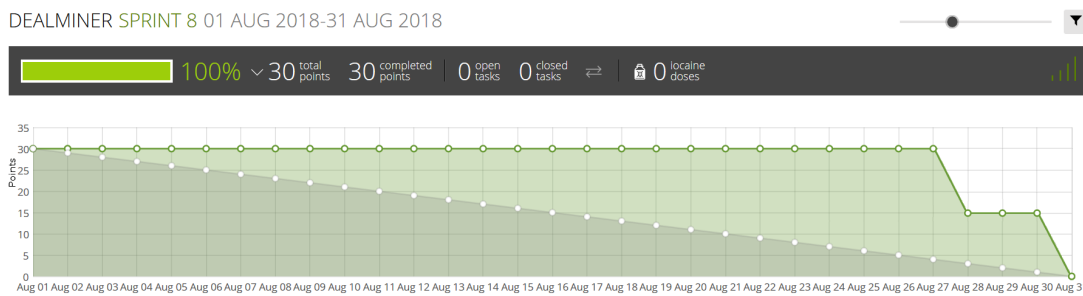 DEALMINER SPRINT 8 01 AUG 2018-31 AUG 2018
100% 30 total points 30 completed points 0 open tasks 0 closed tasks 0 locaine doses
35
30
25
20
15
10
5
0
Points
Aug 01 Aug 02 Aug 03 Aug 04 Aug 05 Aug 06 Aug 07 Aug 08 Aug 09 Aug 10 Aug 11 Aug 12 Aug 13 Aug 14 Aug 15 Aug 16 Aug 17 Aug 18 Aug 19 Aug 20 Aug 21 Aug 22 Aug 23 Aug 24 Aug 25 Aug 26 Aug 27 Aug 28 Aug 29 Aug 30 Aug 3